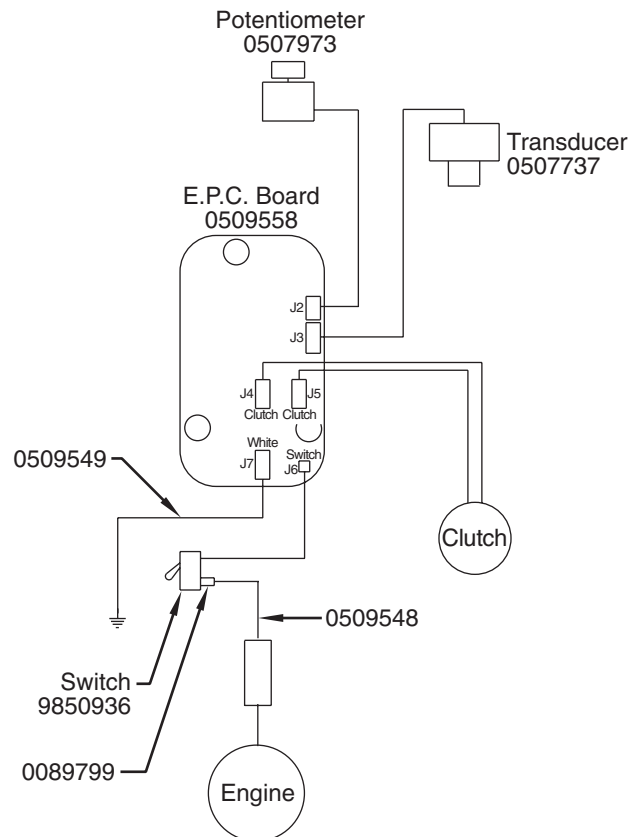 Potentiometer
0507973
Transducer
0507737
E.P.C. Board
0509558
J2
J3
J4
J5
Clutch
Clutch
White
Switch
J7
J6
0509549
Clutch
0509548
Switch
9850936
0089799
Engine